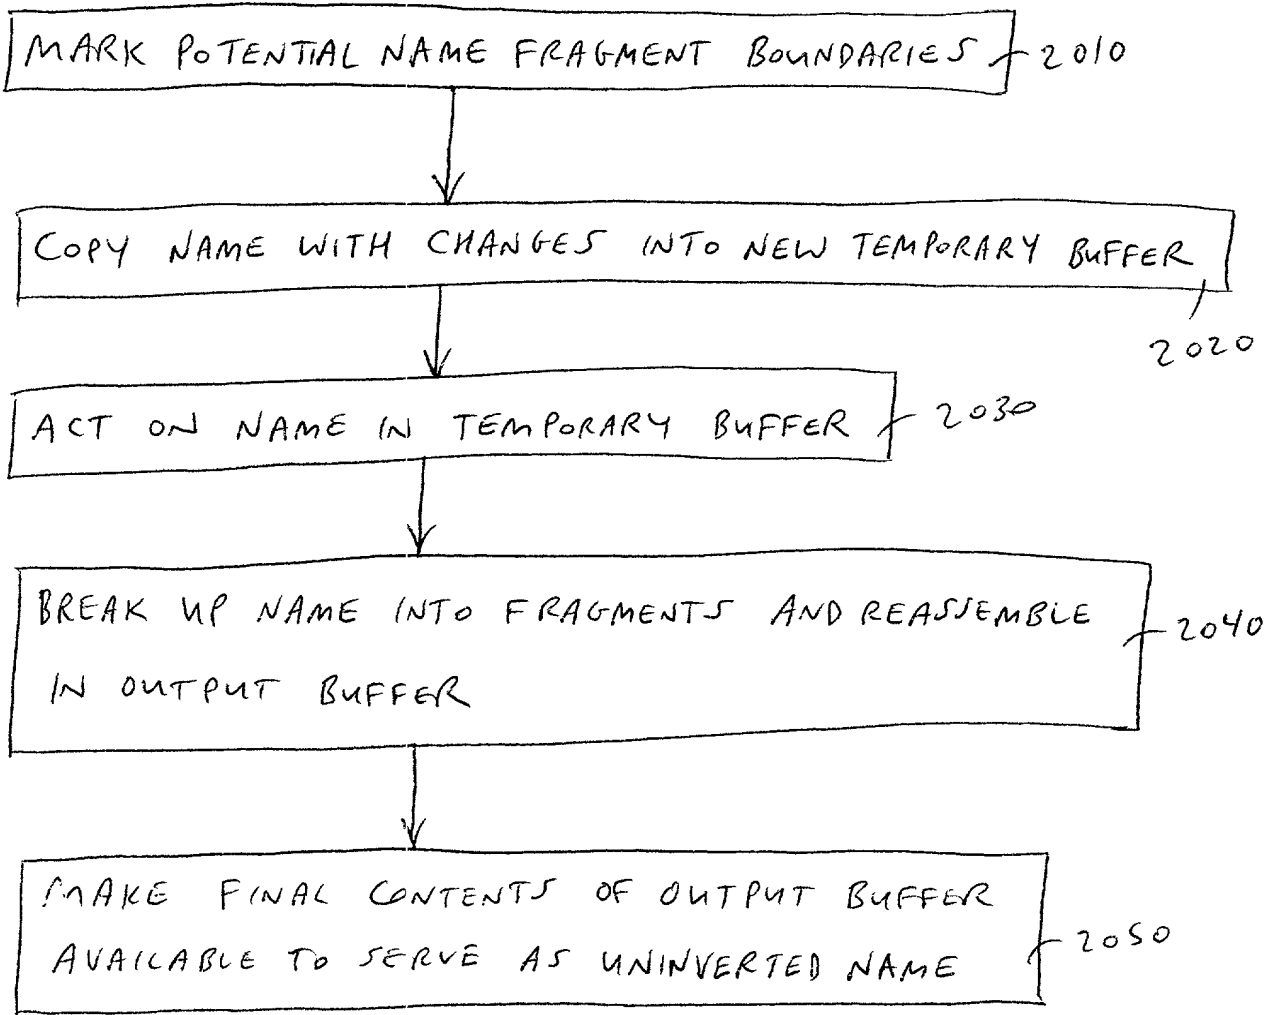 MARK POTENTIAL NAME FRAGMENT BOUNDARIES 2010
COPY NAME WITH CHANGES INTO NEW TEMPORARY BUFFER
2020
ACT ON NAME IN TEMPORARY BUFFER 2030
BREAK UP NAME INTO FRAGMENTS AND REASSEMBLE
2040
IN OUTPUT BUFFER
MAKE FINAL CONTENTS OF OUTPUT BUFFER
2050
AVAILABLE TO SERVE AS UNINVERTED NAME